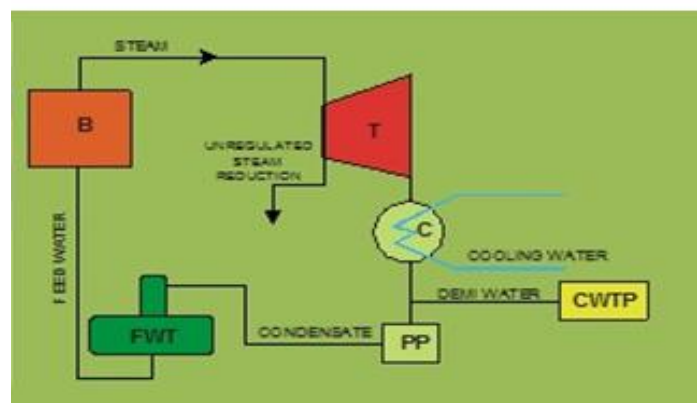 STEAM
B
T
UNREGULATED
STEAM
REDUCTION
C
COOLING WATER
FEED WATER
DEMI WATER
CWTP
FWT
CONDENSATE
PP